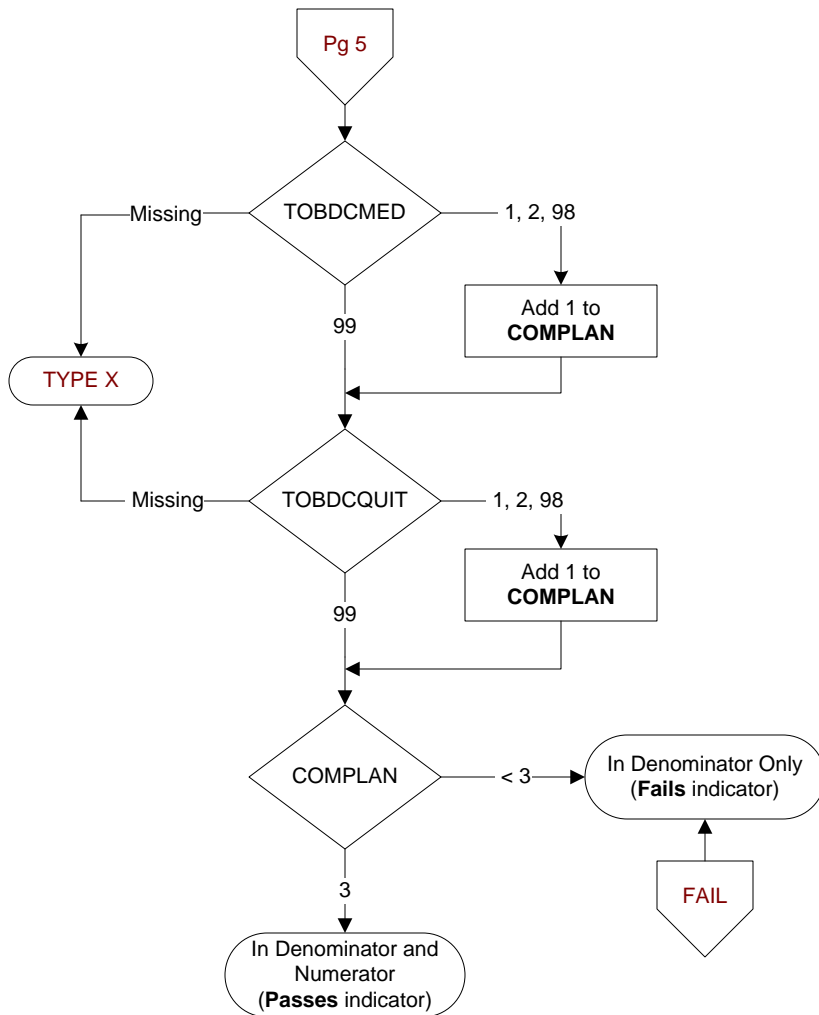 Pg 5
TOBDCMED
Missing
1, 2, 98
Add 1 to
COMPLAN
99
TYPE X
TOBDCQUIT
Missing
1, 2, 98
Add 1 to
COMPLAN
99
COMPLAN
< 3
In Denominator Only
(Fails indicator)
3
FAIL
In Denominator and
Numerator
(Passes indicator)